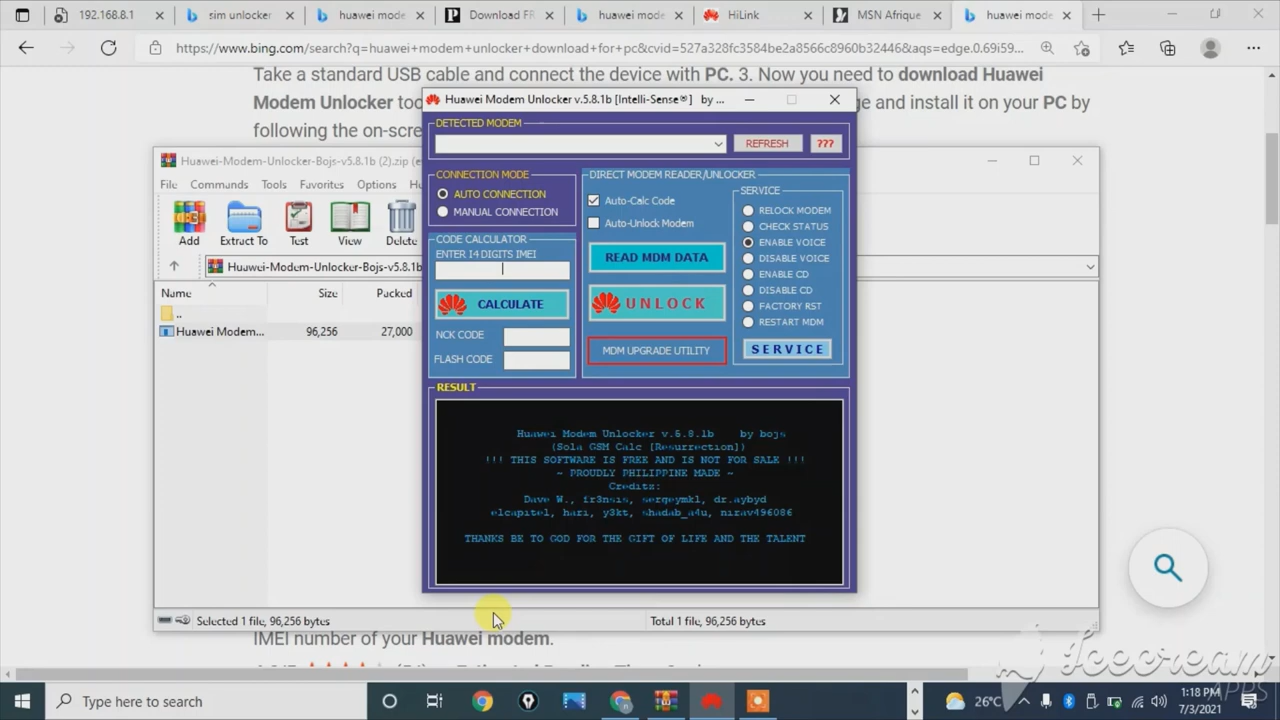 192.168.8.1
sim unlocker
huawei mode
Download FR
huawei mode
HiLink
MSN Afrique
huawei mode
https://www.bing.com/search?q=huawei+modem+unlocker+download+for+pc&cvid=527a328fc3584be2a6566c8960b32446&aqs=edge.0.69i59...
Take a standard USB cable and connect the device with PC. 3. Now you need to download Huawei
Modem Unlocker
ge and install it on your PC by
following the on-scre
Huawei Modem Unlocker v.5.8.1b [Intelli-Sense®] by ...
DETECTED MODEM
REFRESH
???
Huawei-Modem-Unlocker-Bojs-v5.8.1b (2).zip
File Commands Tools Favorites Options
Add
Extract To
Test
View
Delete
Huawei-Modem-Unlocker-Bojs-v5.8.1b
Name Size Packed
..
Huawei Modem... 96,256 27,000
CONNECTION MODE
AUTO CONNECTION
MANUAL CONNECTION
CODE CALCULATOR
ENTER 14 DIGITS IMEI
CALCULATE
NCK CODE
FLASH CODE
DIRECT MODEM READER/UNLOCKER
Auto-Calc Code
Auto-Unlock Modem
READ MDM DATA
UNLOCK
MDM UPGRADE UTILITY
SERVICE
RELOCK MODEM
CHECK STATUS
ENABLE VOICE
DISABLE VOICE
ENABLE CD
DISABLE CD
FACTORY RST
RESTART MDM
SERVICE
RESULT
Huawei Modem Unlocker v.5.8.1b by bojs
(Sola GSM Calc [Resurrection])
!!! THIS SOFTWARE IS FREE AND IS NOT FOR SALE !!!
~ PROUDLY PHILIPPINE MADE ~
Credits:
Dave W., fr3nsis, sergeymkl, dr.aybyd
elcapitel, hari, y3kt, shadab_a4u, nirav496086
THANKS BE TO GOD FOR THE GIFT OF LIFE AND THE TALENT
Selected 1 file, 96,256 bytes
Total 1 file, 96,256 bytes
IMEI number of your Huawei modem.
Icecream
APPS
Type here to search
26°C
1:18 PM
7/3/2021